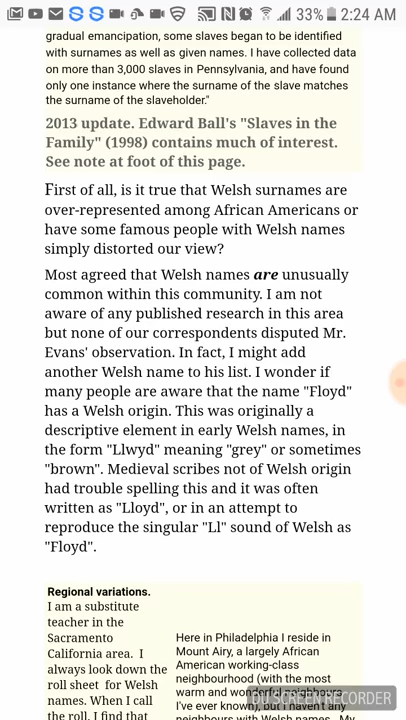 33% 2:24 AM
gradual emancipation, some slaves began to be identified
with surnames as well as given names. I have collected data
on more than 3,000 slaves in Pennsylvania, and have found
only one instance where the surname of the slave matches
the surname of the slaveholder."
2013 update. Edward Ball's "Slaves in the
Family" (1998) contains much of interest.
See note at foot of this page.
First of all, is it true that Welsh surnames are
over-represented among African Americans or
have some famous people with Welsh names
simply distorted our view?
Most agreed that Welsh names are unusually
common within this community. I am not
aware of any published research in this area
but none of our correspondents disputed Mr.
Evans' observation. In fact, I might add
another Welsh name to his list. I wonder if
many people are aware that the name "Floyd"
has a Welsh origin. This was originally a
descriptive element in early Welsh names, in
the form "Llwyd" meaning "grey" or sometimes
"brown". Medieval scribes not of Welsh origin
had trouble spelling this and it was often
written as "Lloyd", or in an attempt to
reproduce the singular "Ll" sound of Welsh as
"Floyd".
Regional variations.
I am a substitute
teacher in the
Sacramento
California area. I
always look down the
roll sheet for Welsh
names. When I call
the roll, I find that
Here in Philadelphia I reside in
Mount Airy, a largely African
American working-class
neighbourhood (with the most
warm and wonderful neighbours
I've ever known), but I haven't any
neighbours with Welsh names. My
DU SCREEN RECORDER